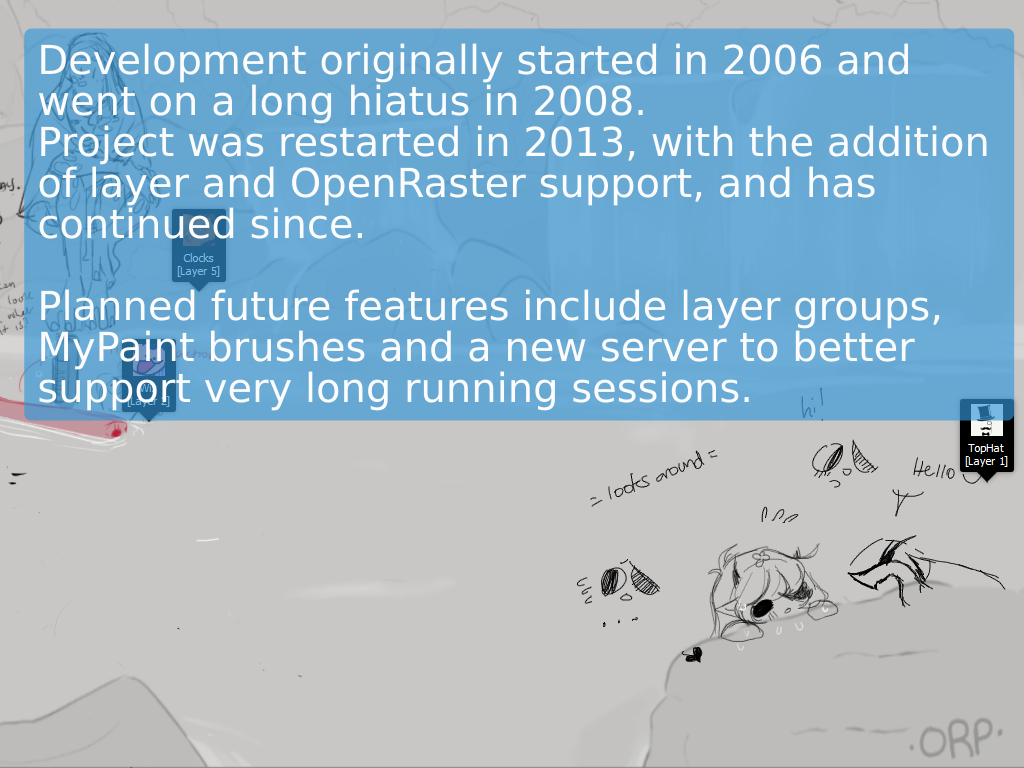 Development originally started in 2006 and
went on a long hiatus in 2008.
Project was restarted in 2013, with the addition
of layer and OpenRaster support, and has
continued since.
Clocks
[Layer 5]
Planned future features include layer groups,
MyPaint brushes and a new server to better
support very long running sessions.
hi!
TopHat
[Layer 1]
= looks around =
Hello
·ORP·